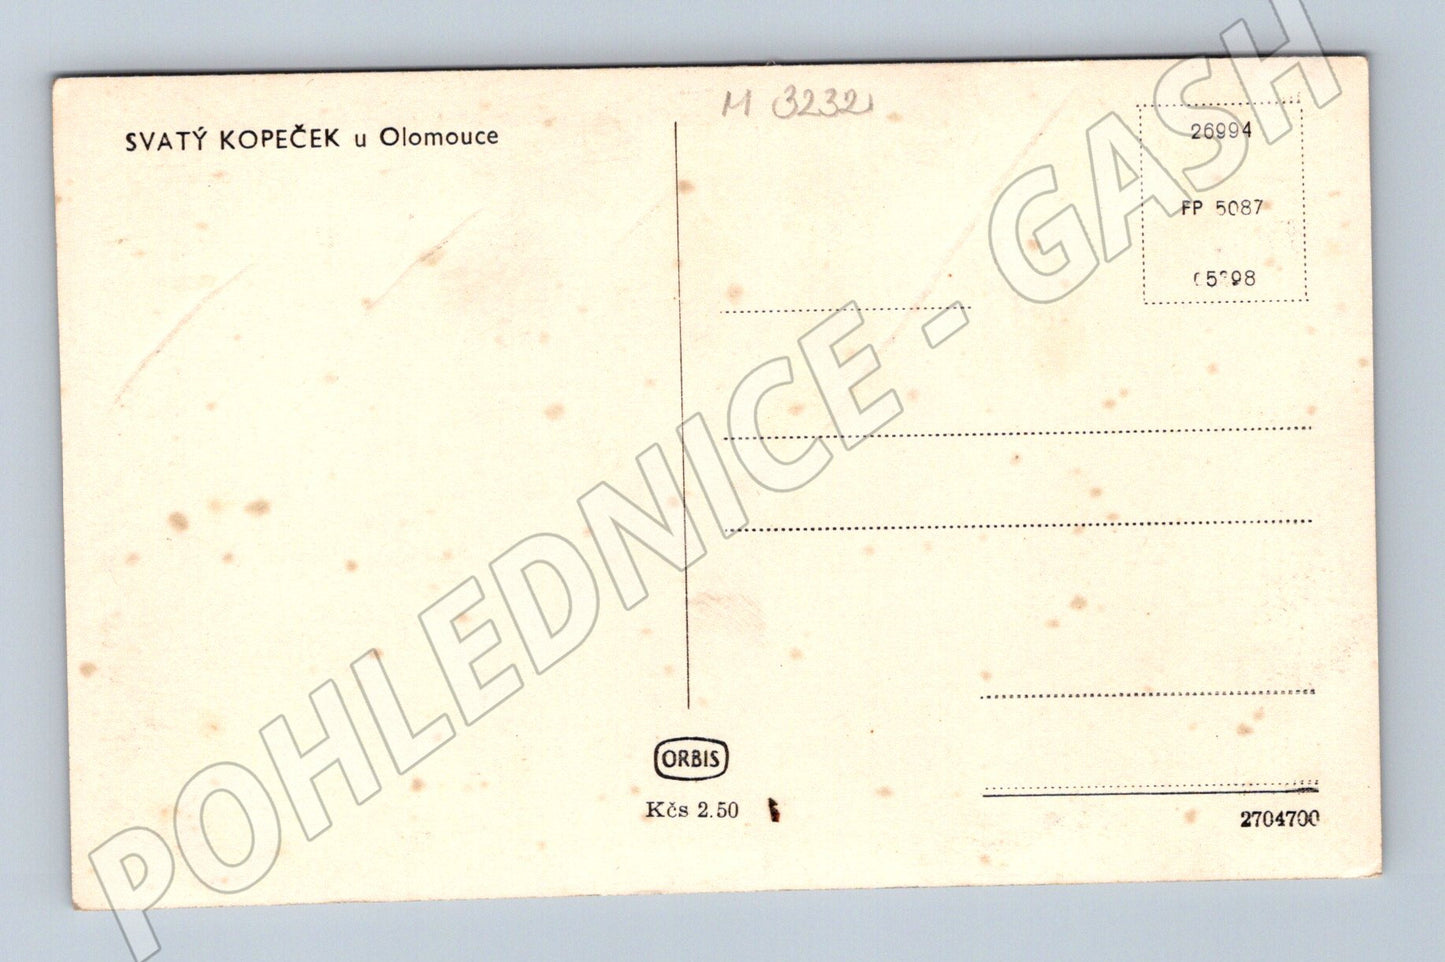 SVATÝ KOPEČEK u Olomouce
M 3232
26994
FP 5087
ORBIS
Kčs 2.50
2704700
POHLEDNICE - GASH